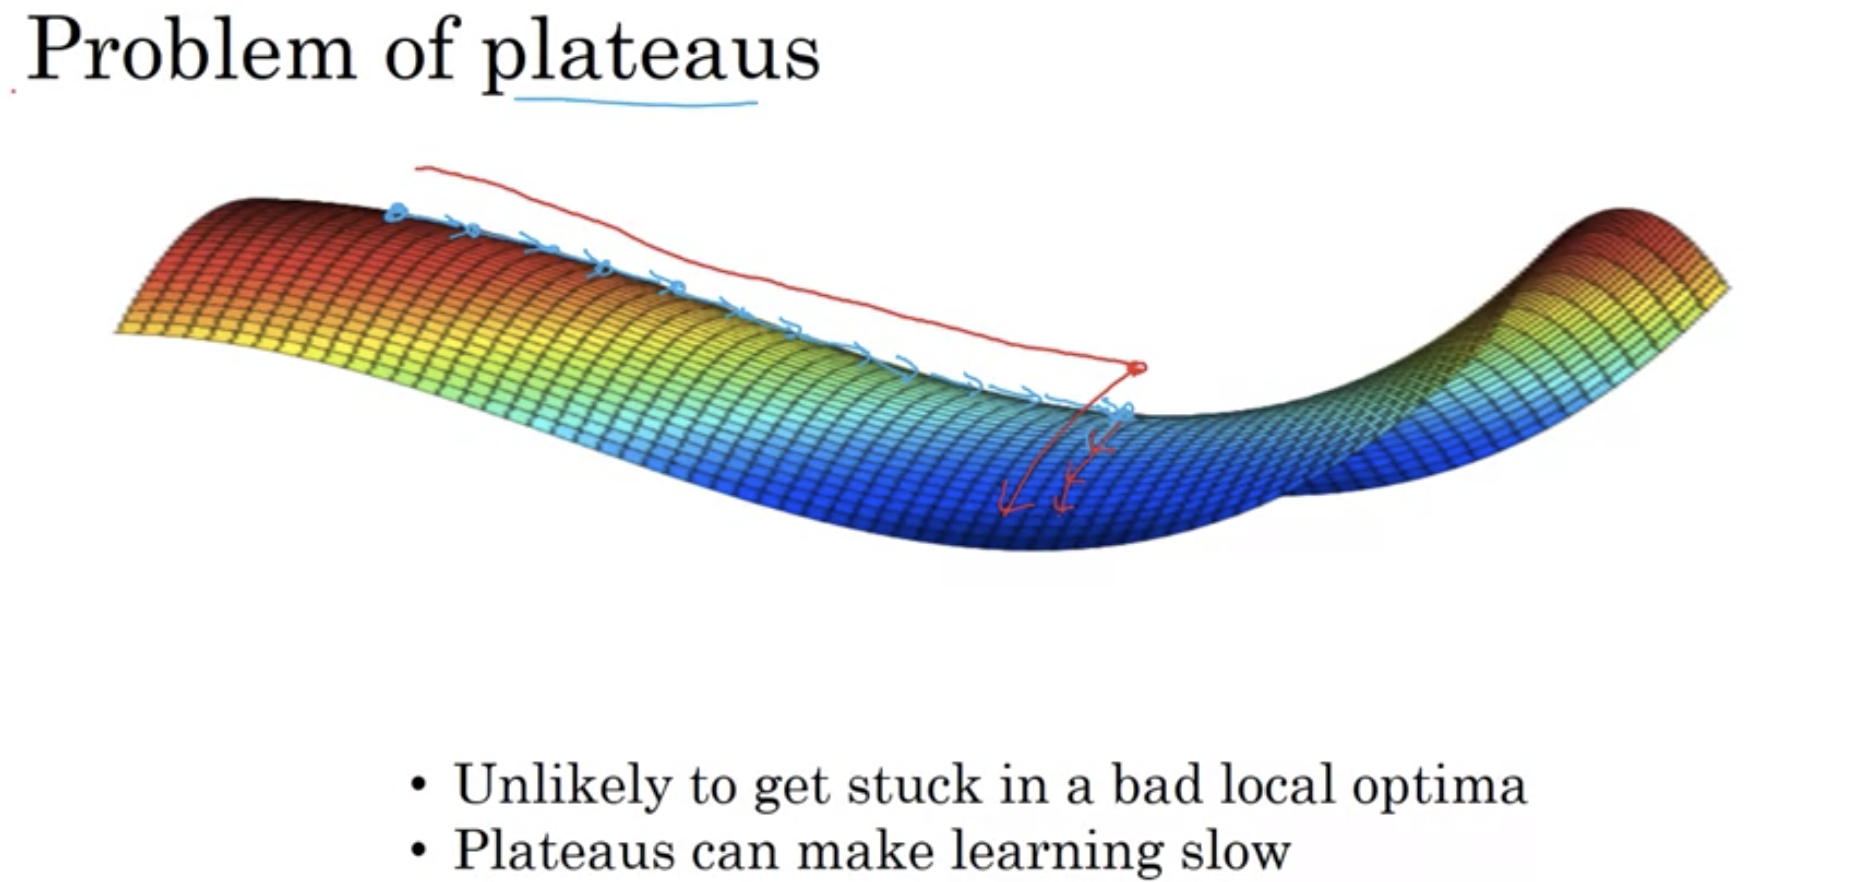 Problem of plateaus
• Unlikely to get stuck in a bad local optima
• Plateaus can make learning slow